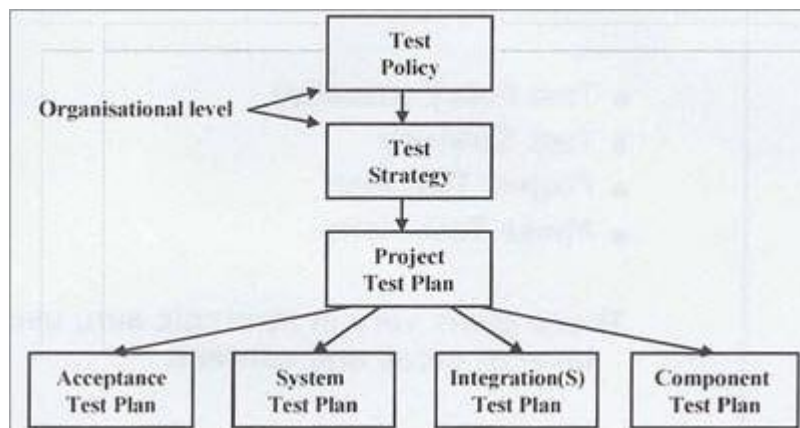 Test
Policy
Organisational level
Test
Strategy
Project
Test Plan
Acceptance
Test Plan
System
Test Plan
Integration(S)
Test Plan
Component
Test Plan